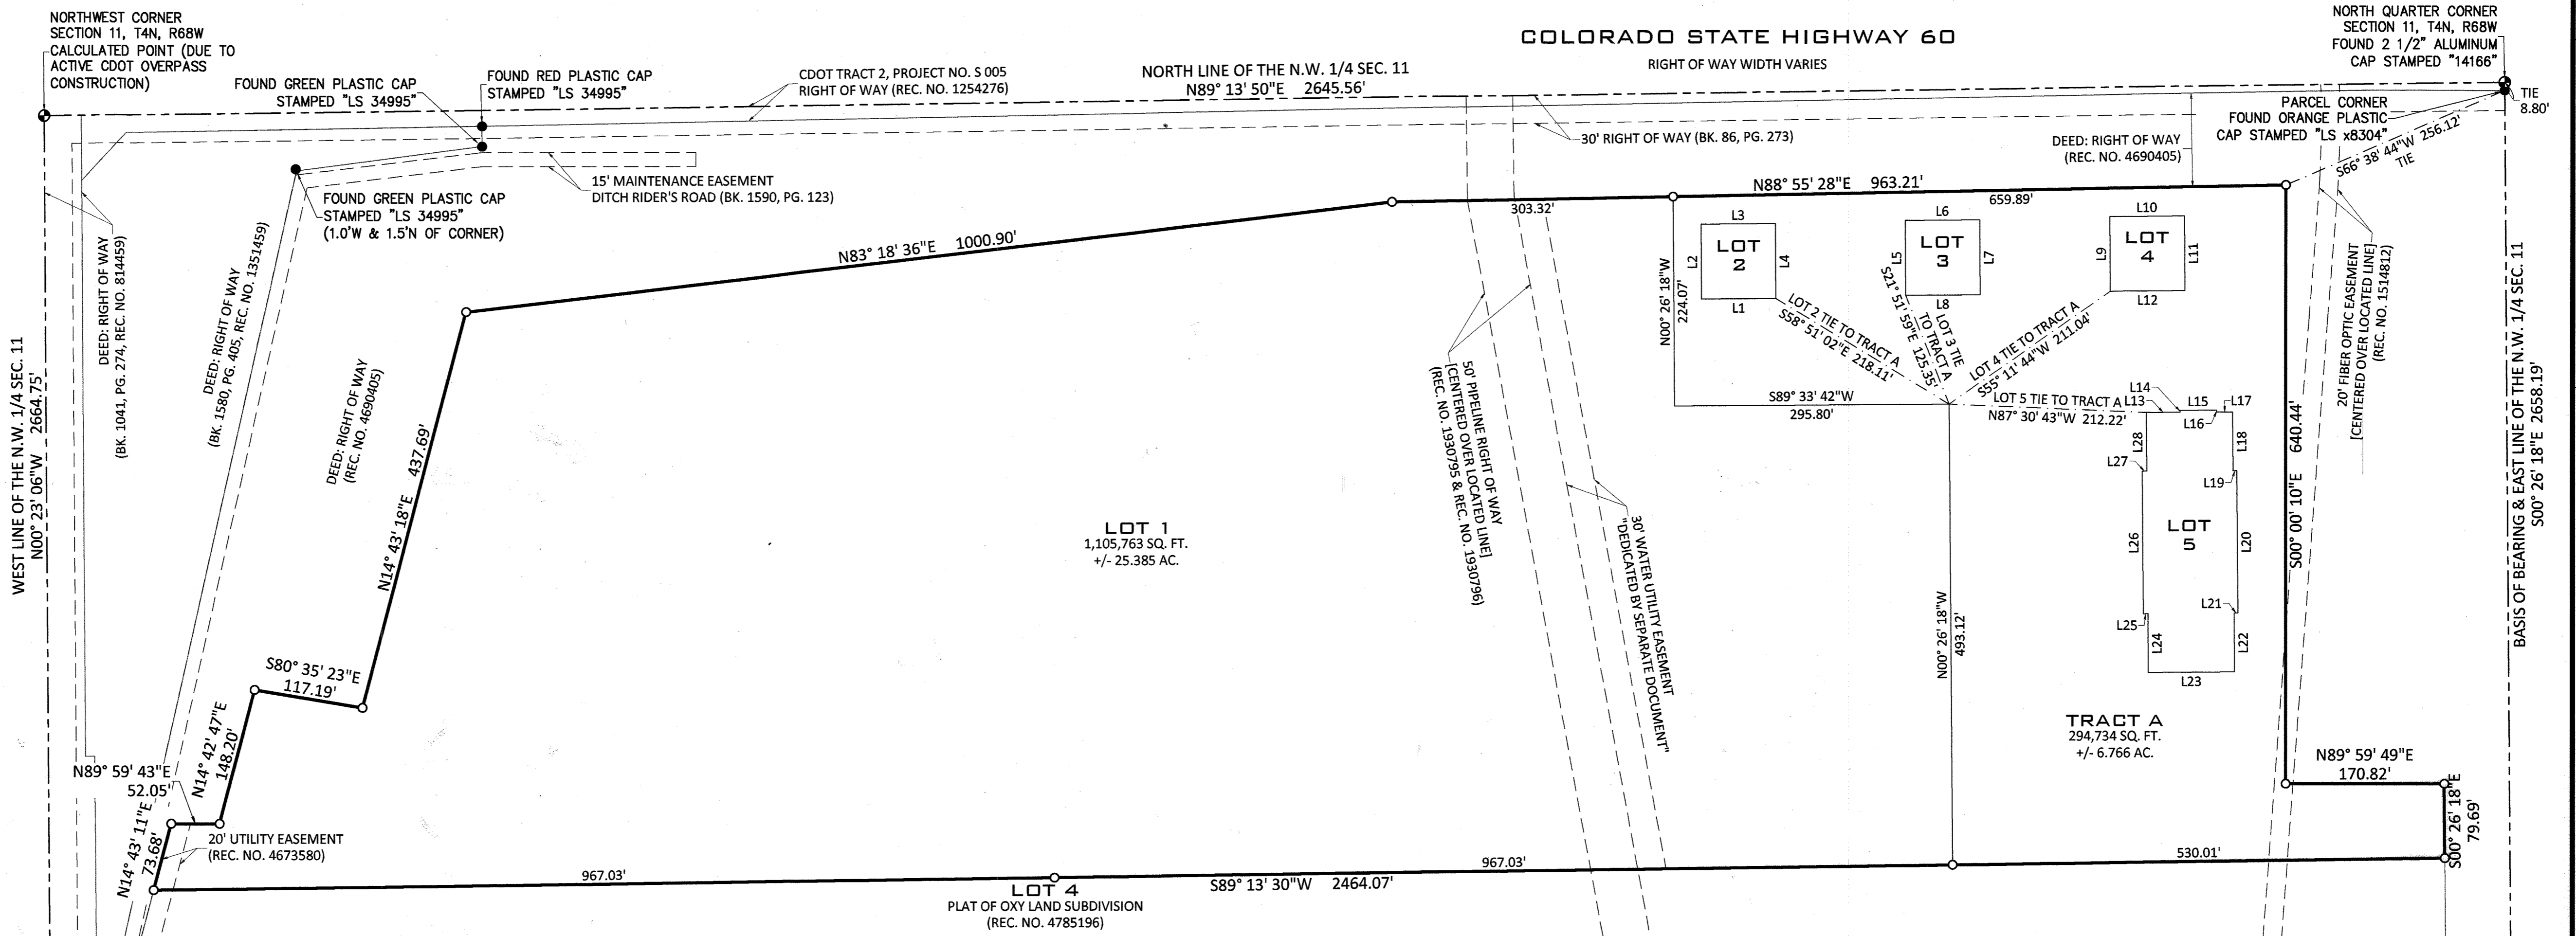 NORTHWEST CORNER
SECTION 11, T4N, R68W
CALCULATED POINT (DUE TO
ACTIVE CDOT OVERPASS
CONSTRUCTION)
FOUND GREEN PLASTIC CAP
STAMPED "LS 34995"
FOUND RED PLASTIC CAP
STAMPED "LS 34995"
CDOT TRACT 2, PROJECT NO. S 005
RIGHT OF WAY (REC. NO. 1254276)
NORTH LINE OF THE N.W. 1/4 SEC. 11
N89° 13' 50"E 2645.56'
COLORADO STATE HIGHWAY 60
RIGHT OF WAY WIDTH VARIES
NORTH QUARTER CORNER
SECTION 11, T4N, R68W
FOUND 2 1/2" ALUMINUM
CAP STAMPED "14166"
TIE
8.80'
PARCEL CORNER
FOUND ORANGE PLASTIC
CAP STAMPED "LS x8304"
S66° 38' 44"W 256.12'
TIE
30' RIGHT OF WAY (BK. 86, PG. 273)
DEED: RIGHT OF WAY
(REC. NO. 4690405)
15' MAINTENANCE EASEMENT
DITCH RIDER'S ROAD (BK. 1590, PG. 123)
FOUND GREEN PLASTIC CAP
STAMPED "LS 34995"
(1.0'W & 1.5'N OF CORNER)
N88° 55' 28"E 963.21'
303.32'
659.89'
N83° 18' 36"E 1000.90'
WEST LINE OF THE N.W. 1/4 SEC. 11
N00° 23' 06"W 2664.75'
DEED: RIGHT OF WAY
(BK. 1041, PG. 274, REC. NO. 814459)
DEED: RIGHT OF WAY
(BK. 1580, PG. 405, REC. NO. 1351459)
DEED: RIGHT OF WAY
(REC. NO. 4690405)
N14° 43' 18"E 437.69'
S80° 35' 23"E
117.19'
N14° 42' 47"E
148.20'
N89° 59' 43"E
52.05'
N14° 43' 11"E
73.68'
20' UTILITY EASEMENT
(REC. NO. 4673580)
LOT 1
1,105,763 SQ. FT.
+/- 25.385 AC.
50' PIPELINE RIGHT OF WAY
[CENTERED OVER LOCATED LINE]
(REC. NO. 1930795 & REC. NO. 1930796)
30' WATER UTILITY EASEMENT
"DEDICATED BY SEPARATE DOCUMENT"
N00° 26' 18"W
224.07'
L3
L2
LOT
2
L4
L1
L6
L5
LOT
3
L7
L8
L10
L9
LOT
4
L11
L12
LOT 2 TIE TO TRACT A
S58° 51' 02"E 218.11'
S21° 51' 59"E 125.35'
LOT 3 TIE
TO TRACT A
LOT 4 TIE TO TRACT A
S55° 11' 44"W 211.04'
S89° 33' 42"W
295.80'
LOT 5 TIE TO TRACT A
N87° 30' 43"W 212.22'
L13
L14
L15
L16
L17
L28
L18
L27
L19
L26
LOT
5
L20
L25
L21
L24
L22
L23
N00° 26' 18"W
493.12'
TRACT A
294,734 SQ. FT.
+/- 6.766 AC.
S00° 00' 10"E 640.44'
20' FIBER OPTIC EASEMENT
[CENTERED OVER LOCATED LINE]
(REC. NO. 1514812)
BASIS OF BEARING & EAST LINE OF THE N.W. 1/4 SEC. 11
S00° 26' 18"E 2658.19'
N89° 59' 49"E
170.82'
S00° 26' 18"E
79.69'
967.03'
967.03'
530.01'
S89° 13' 30"W 2464.07'
LOT 4
PLAT OF OXY LAND SUBDIVISION
(REC. NO. 4785196)